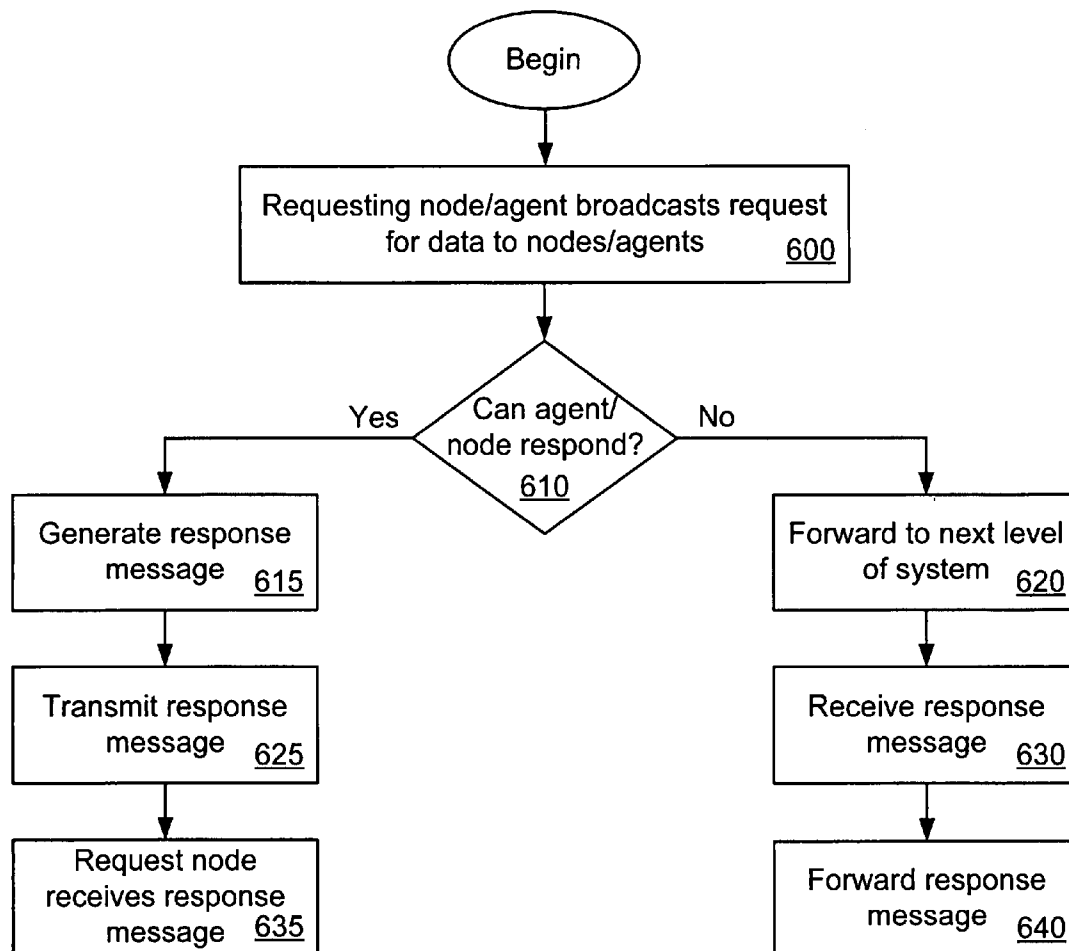 Begin
Requesting node/agent broadcasts request
for data to nodes/agents
600
Yes
Can agent/
node respond?
610
No
Generate response
message
615
Forward to next level
of system
620
Transmit response
message
625
Receive response
message
630
Request node
receives response
message
635
Forward response
message
640